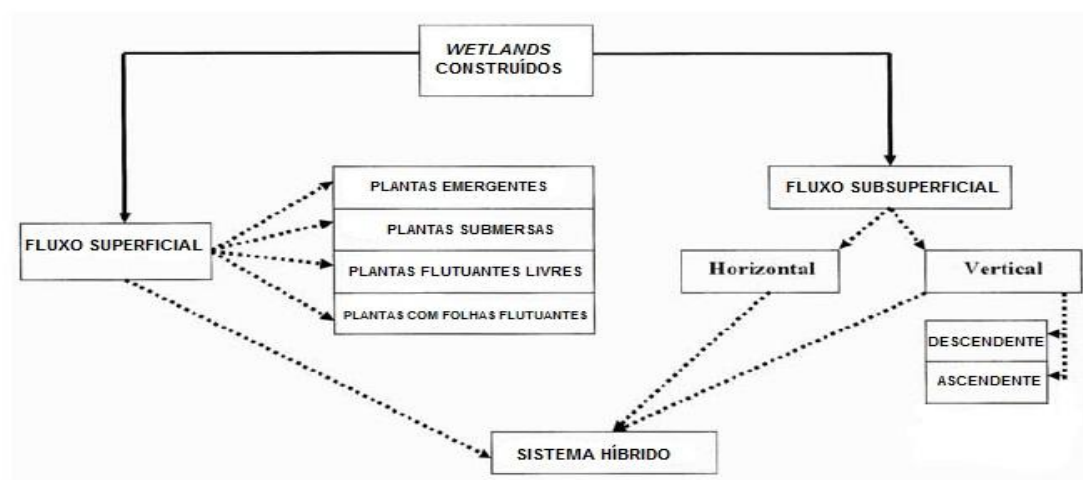 WETLANDS
CONSTRUÍDOS
FLUXO SUPERFICIAL
PLANTAS EMERGENTES
PLANTAS SUBMERSAS
PLANTAS FLUTUANTES LIVRES
PLANTAS COM FOLHAS FLUTUANTES
FLUXO SUBSUPERFICIAL
Horizontal
Vertical
DESCENDENTE
ASCENDENTE
SISTEMA HÍBRIDO